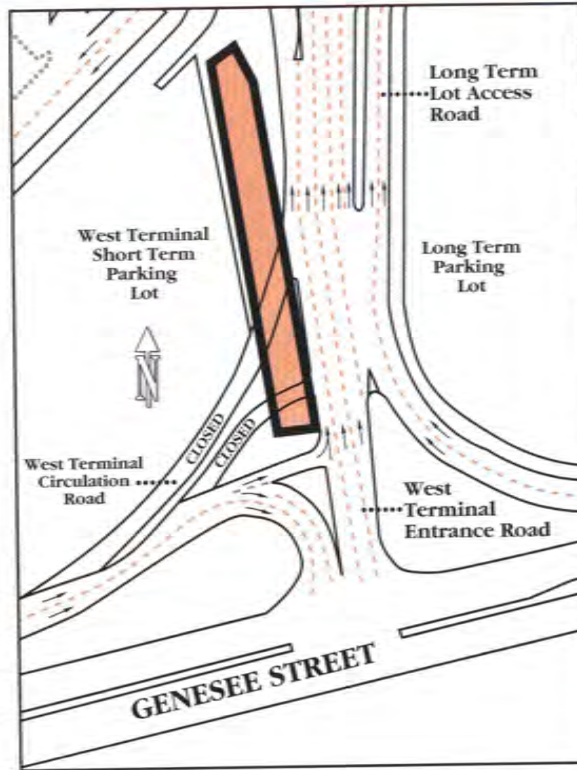 Long Term
Lot Access
Road
West Terminal
Short Term
Parking
Lot
Long Term
Parking
Lot
N
CLOSED
CLOSED
West Terminal
Circulation
Road
West
Terminal
Entrance Road
GENESEE STREET